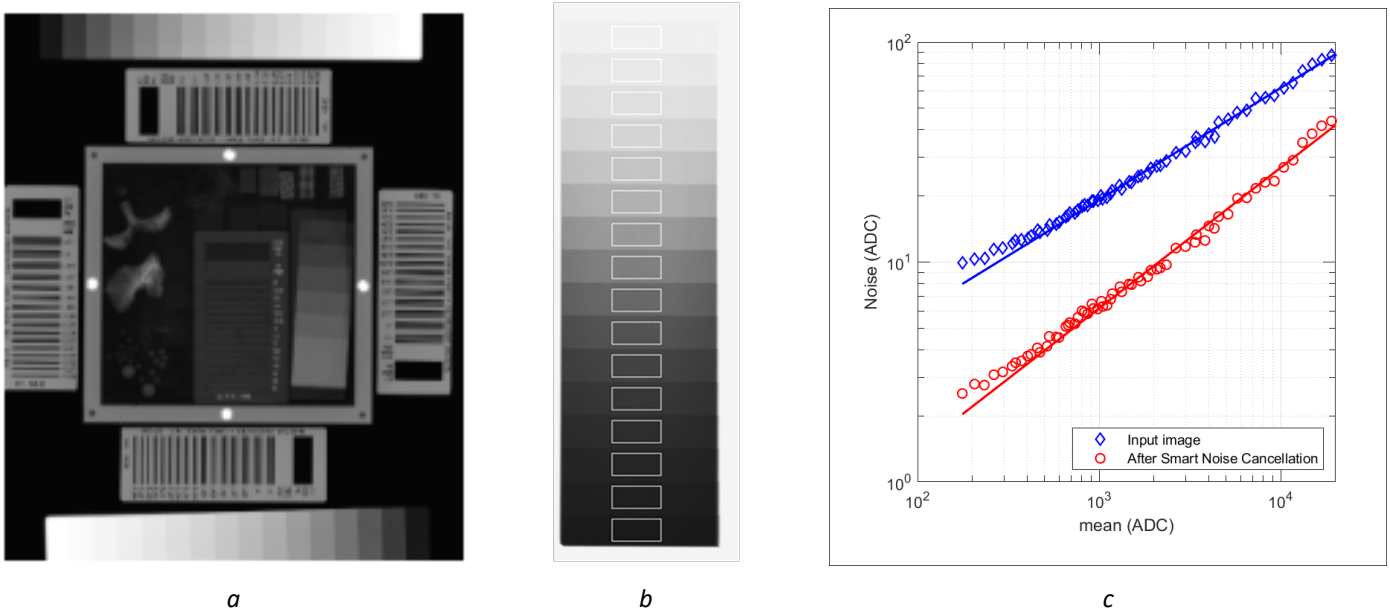 10²
10¹
10⁰
10²
10³
10⁴
Noise (ADC)
mean (ADC)
Input image
After Smart Noise Cancellation
a
b
c